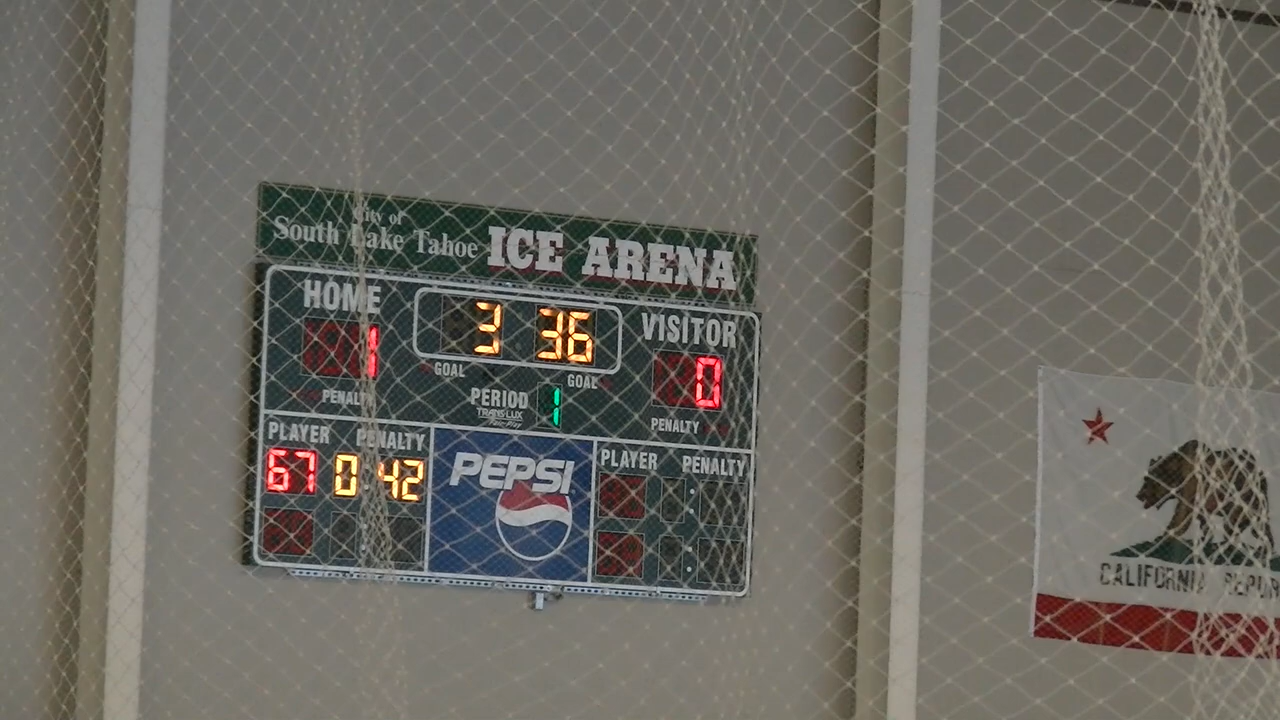 City of
South Lake Tahoe ICE ARENA
HOME
3 36
VISITOR
1
0
GOAL
GOAL
PENALTY
PERIOD 1
TRANS-LUX
Fair-Play
PENALTY
PLAYER PENALTY
67 0 42
PEPSI
PLAYER PENALTY
CALIFORNIA REPUB